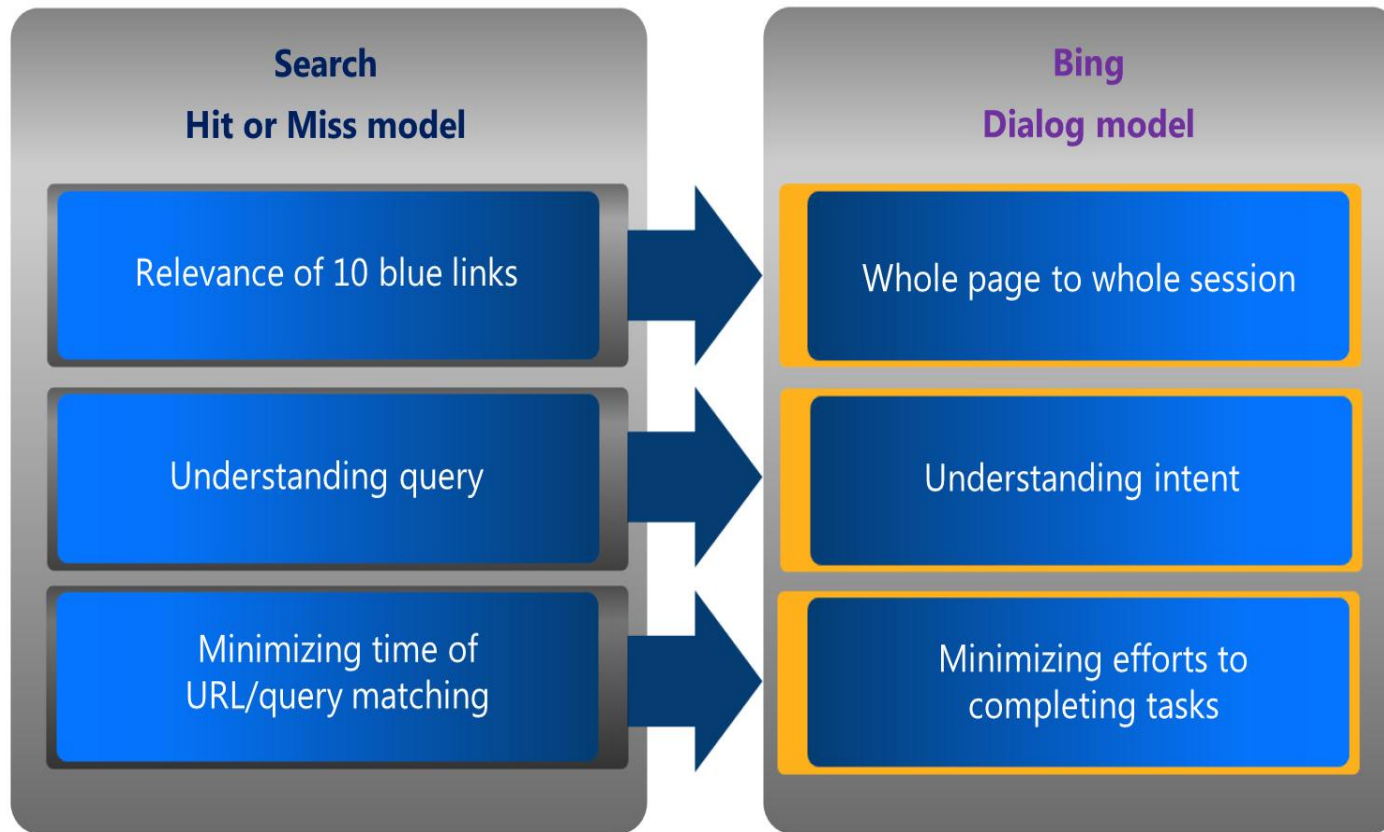 Search
Hit or Miss model
Relevance of 10 blue links
Understanding query
Minimizing time of
URL/query matching
Bing
Dialog model
Whole page to whole session
Understanding intent
Minimizing efforts to
completing tasks